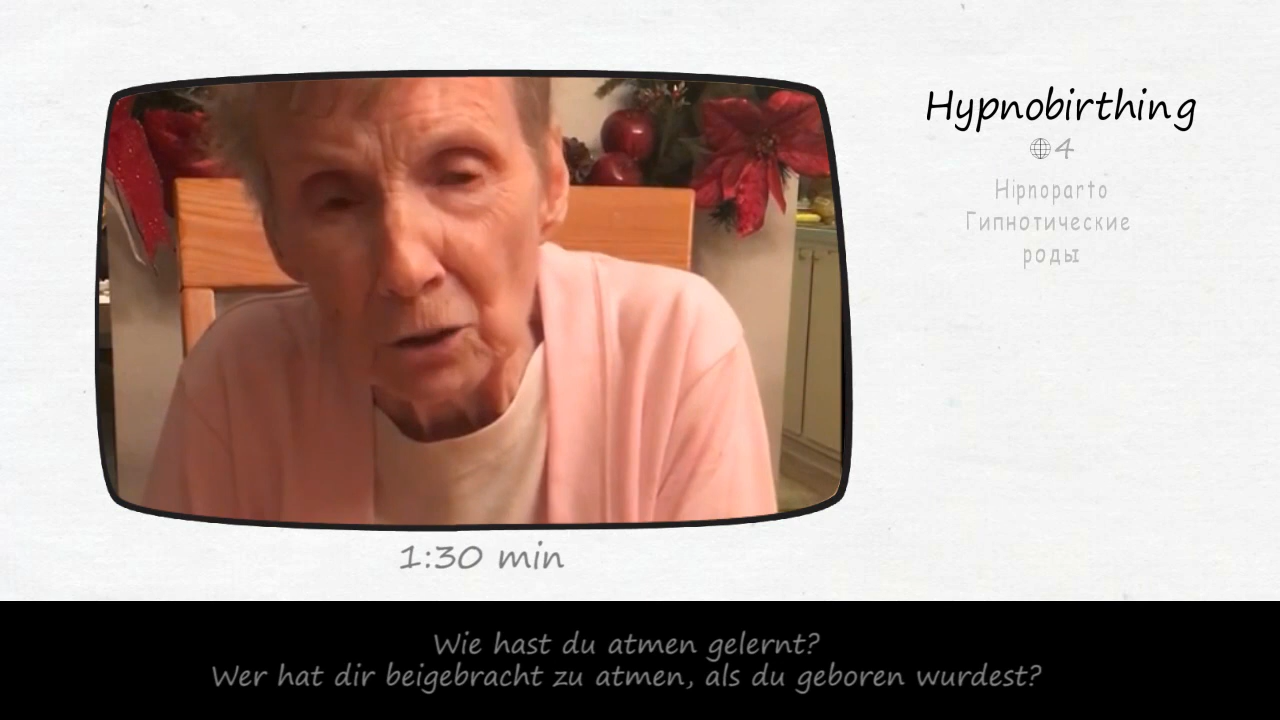 Hypnobirthing
4
Hipnoparto
Гипнотические
роды
1:30 min
Wie hast du atmen gelernt?
Wer hat dir beigebracht zu atmen, als du geboren wurdest?